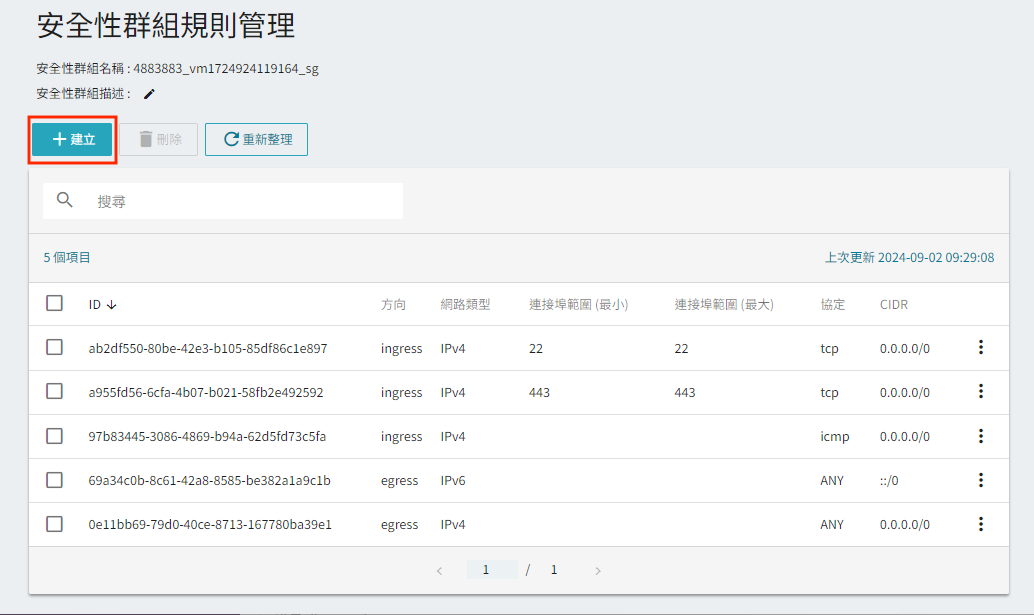 安全性群組規則管理
安全性群組名稱 : 4883883_vm1724924119164_sg
安全性群組描述 :
建立 刪除 重新整理
搜尋
5 個項目 上次更新 2024-09-02 09:29:08
ID 方向 網路類型 連接埠範圍 (最小) 連接埠範圍 (最大) 協定 CIDR
ab2df550-80be-42e3-b105-85df86c1e897 ingress IPv4 22 22 tcp 0.0.0.0/0
a955fd56-6cfa-4b07-b021-58fb2e492592 ingress IPv4 443 443 tcp 0.0.0.0/0
97b83445-3086-4869-b94a-62d5fd73c5fa ingress IPv4 icmp 0.0.0.0/0
69a34c0b-8c61-42a8-8585-be382a1a9c1b egress IPv6 ANY ::/0
0e11bb69-79d0-40ce-8713-167780ba39e1 egress IPv4 ANY 0.0.0.0/0
1 / 1